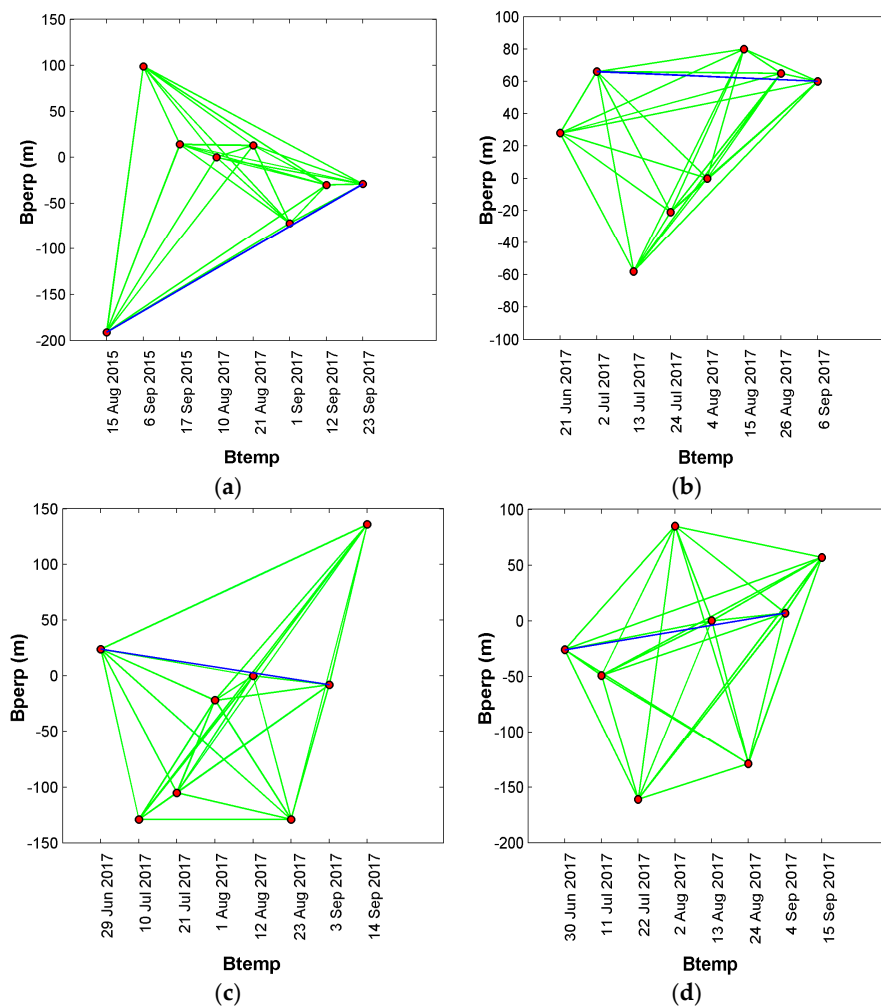 150
100
50
0
-50
-100
-150
-200
Bperp (m)
15 Aug 2015
6 Sep 2015
17 Sep 2015
10 Aug 2017
21 Aug 2017
1 Sep 2017
12 Sep 2017
23 Sep 2017
Btemp
(a)
100
80
60
40
20
0
-20
-40
-60
-80
-100
Bperp (m)
21 Jun 2017
2 Jul 2017
13 Jul 2017
24 Jul 2017
4 Aug 2017
15 Aug 2017
26 Aug 2017
6 Sep 2017
Btemp
(b)
150
100
50
0
-50
-100
-150
Bperp (m)
29 Jun 2017
10 Jul 2017
21 Jul 2017
1 Aug 2017
12 Aug 2017
23 Aug 2017
3 Sep 2017
14 Sep 2017
Btemp
(c)
100
50
0
-50
-100
-150
-200
Bperp (m)
30 Jun 2017
11 Jul 2017
22 Jul 2017
2 Aug 2017
13 Aug 2017
24 Aug 2017
4 Sep 2017
15 Sep 2017
Btemp
(d)